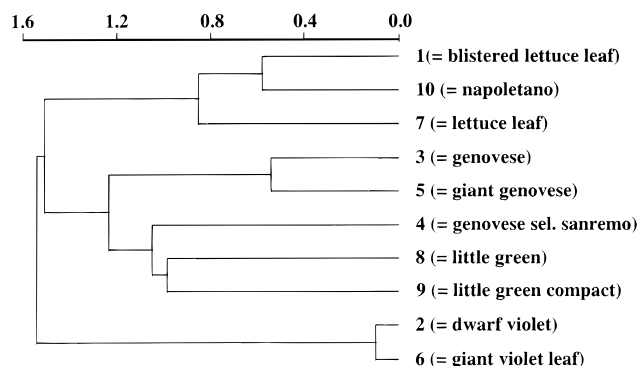 1.6 1.2 0.8 0.4 0.0
1(= blistered lettuce leaf)
10 (= napoletano)
7 (= lettuce leaf)
3 (= genovese)
5 (= giant genovese)
4 (= genovese sel. sanremo)
8 (= little green)
9 (= little green compact)
2 (= dwarf violet)
6 (= giant violet leaf)